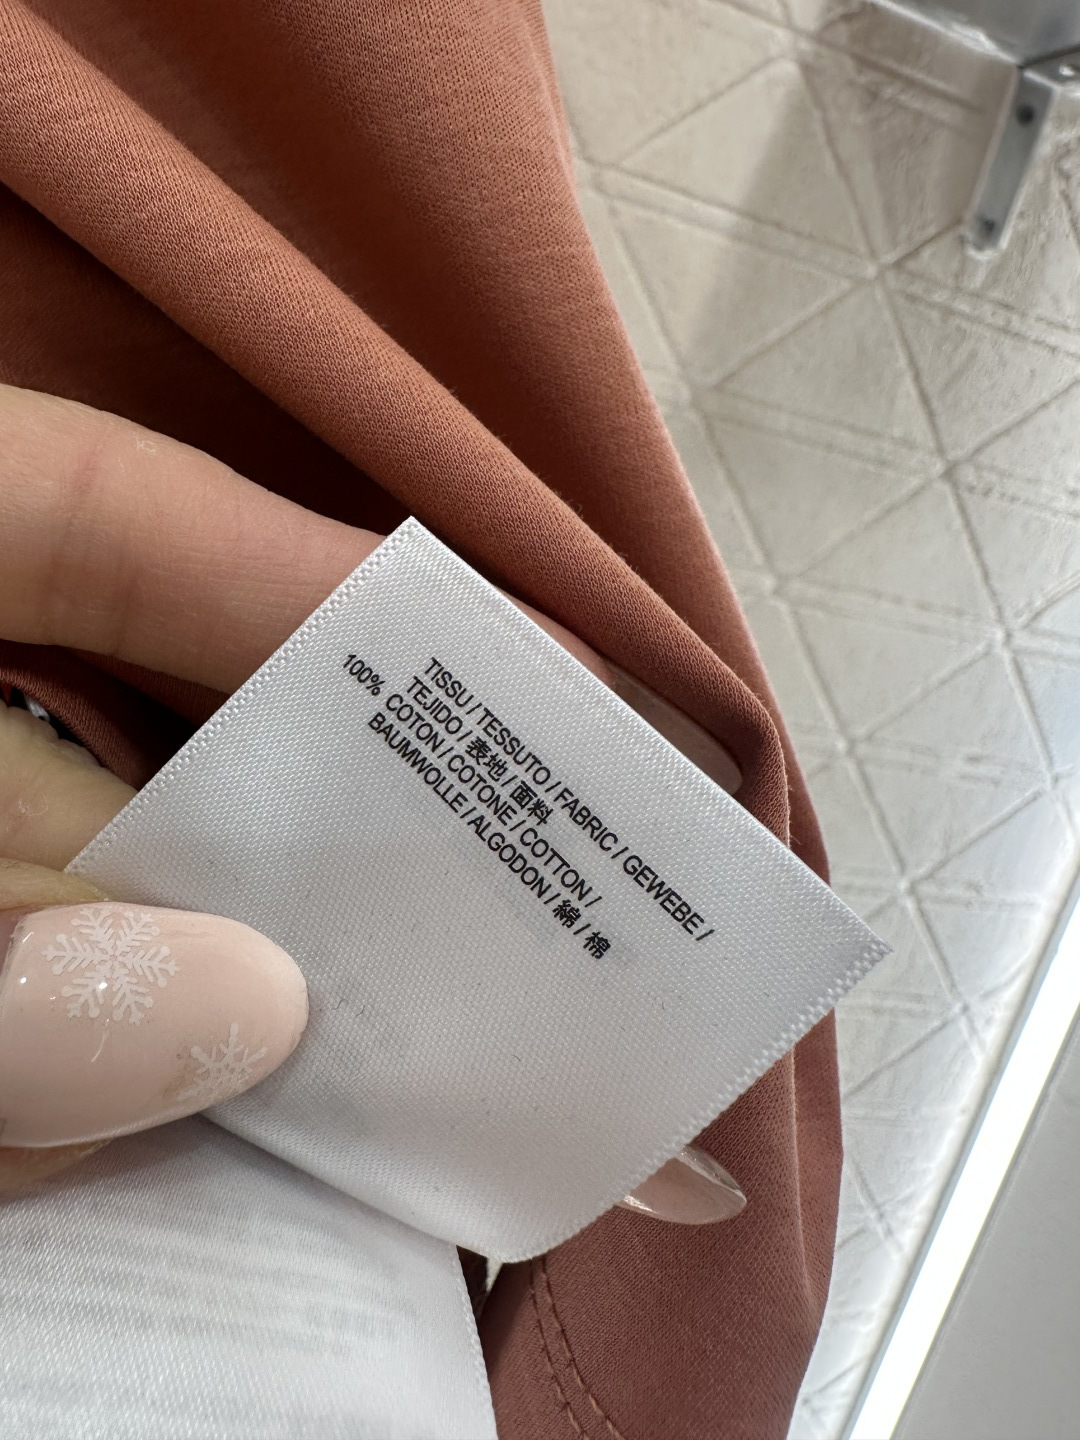 TISSU / TESSUTO / FABRIC / GEWEBE /
TEJIDO / 表地 / 面料
100% COTON / COTONE / COTTON /
BAUMWOLLE / ALGODON / 綿 / 棉